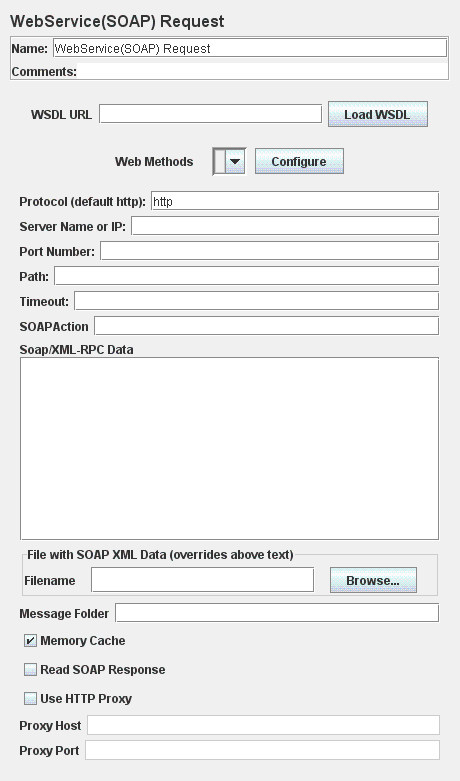 WebService(SOAP) Request
Name: WebService(SOAP) Request
Comments:
WSDL URL Load WSDL
Web Methods Configure
Protocol (default http): http
Server Name or IP:
Port Number:
Path:
Timeout:
SOAPAction
Soap/XML-RPC Data
File with SOAP XML Data (overrides above text)
Filename Browse...
Message Folder
Memory Cache
Read SOAP Response
Use HTTP Proxy
Proxy Host
Proxy Port